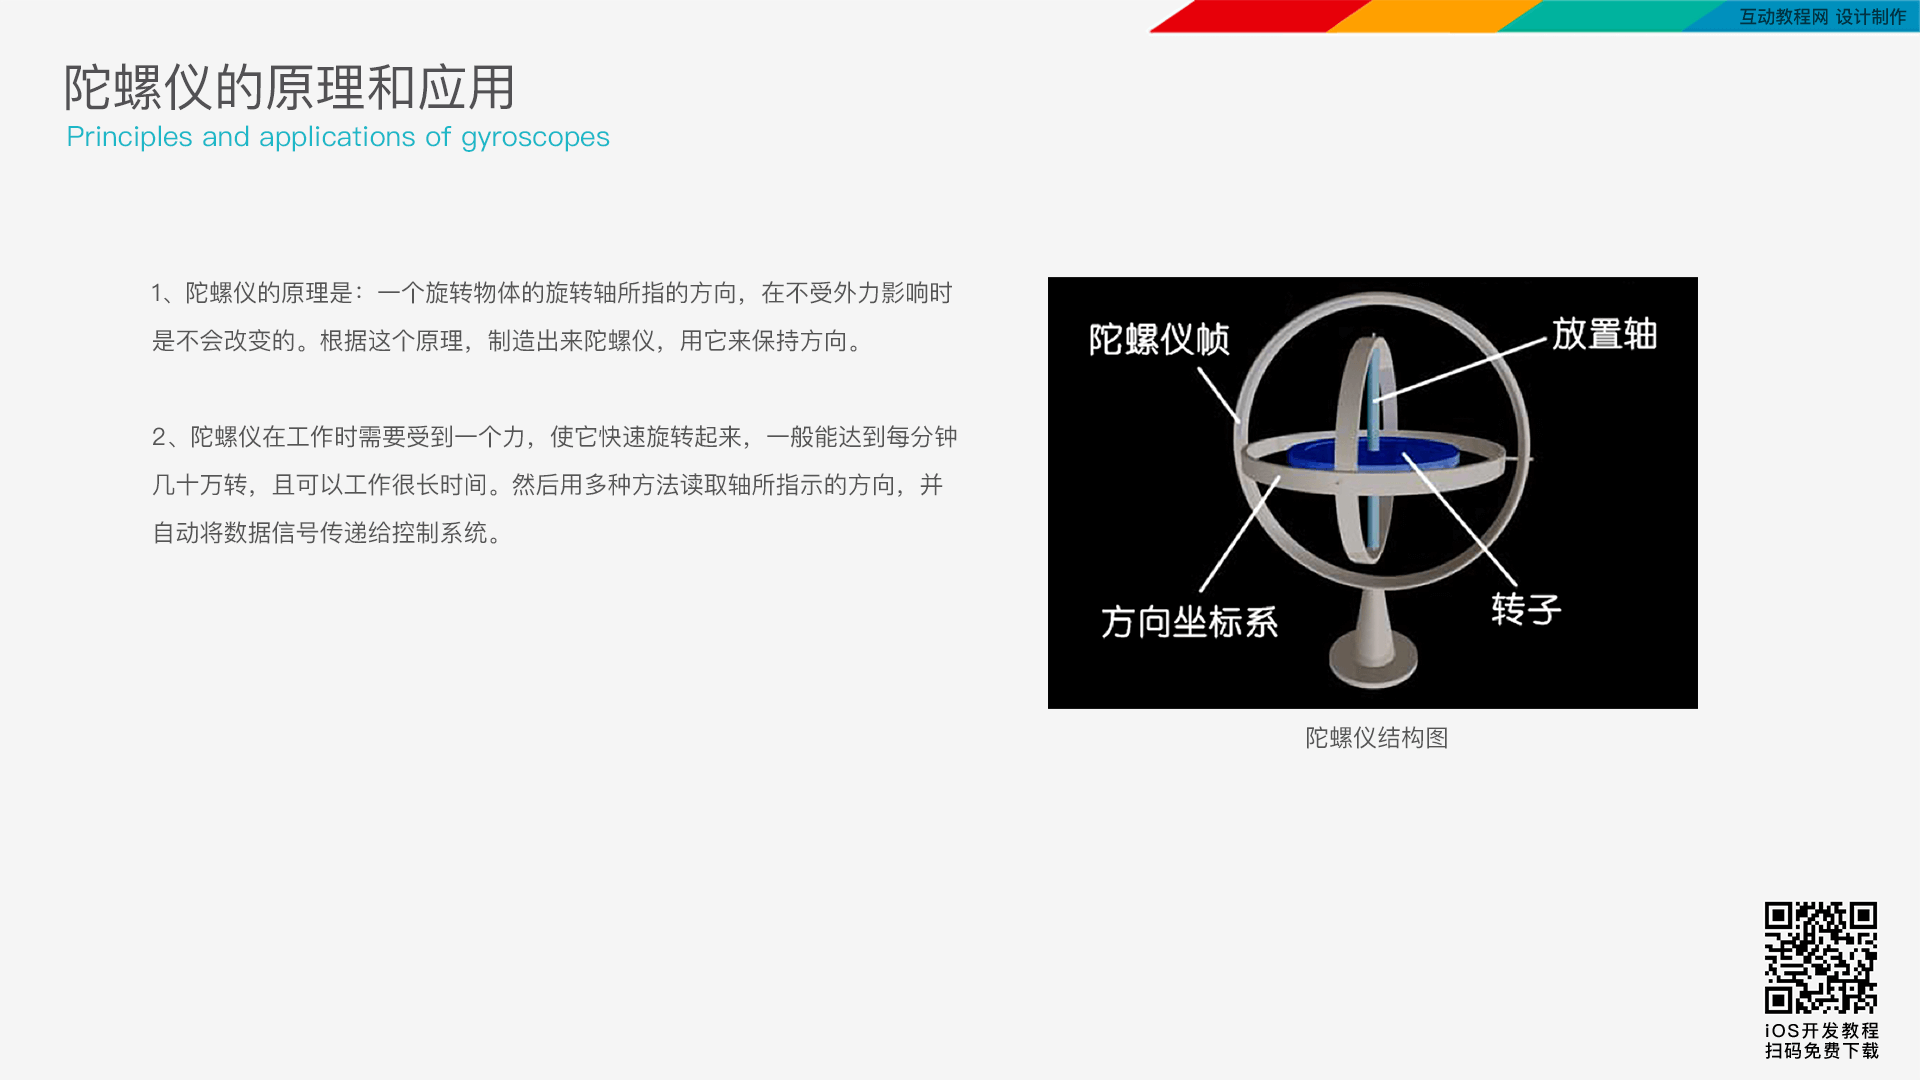 互动教程网 设计制作
陀螺仪的原理和应用
Principles and applications of gyroscopes
1、陀螺仪的原理是：一个旋转物体的旋转轴所指的方向，在不受外力影响时
是不会改变的。根据这个原理，制造出来陀螺仪，用它来保持方向。
2、陀螺仪在工作时需要受到一个力，使它快速旋转起来，一般能达到每分钟
几十万转，且可以工作很长时间。然后用多种方法读取轴所指示的方向，并
自动将数据信号传递给控制系统。
陀螺仪帧
放置轴
方向坐标系
转子
陀螺仪结构图
iOS开发教程
扫码免费下载